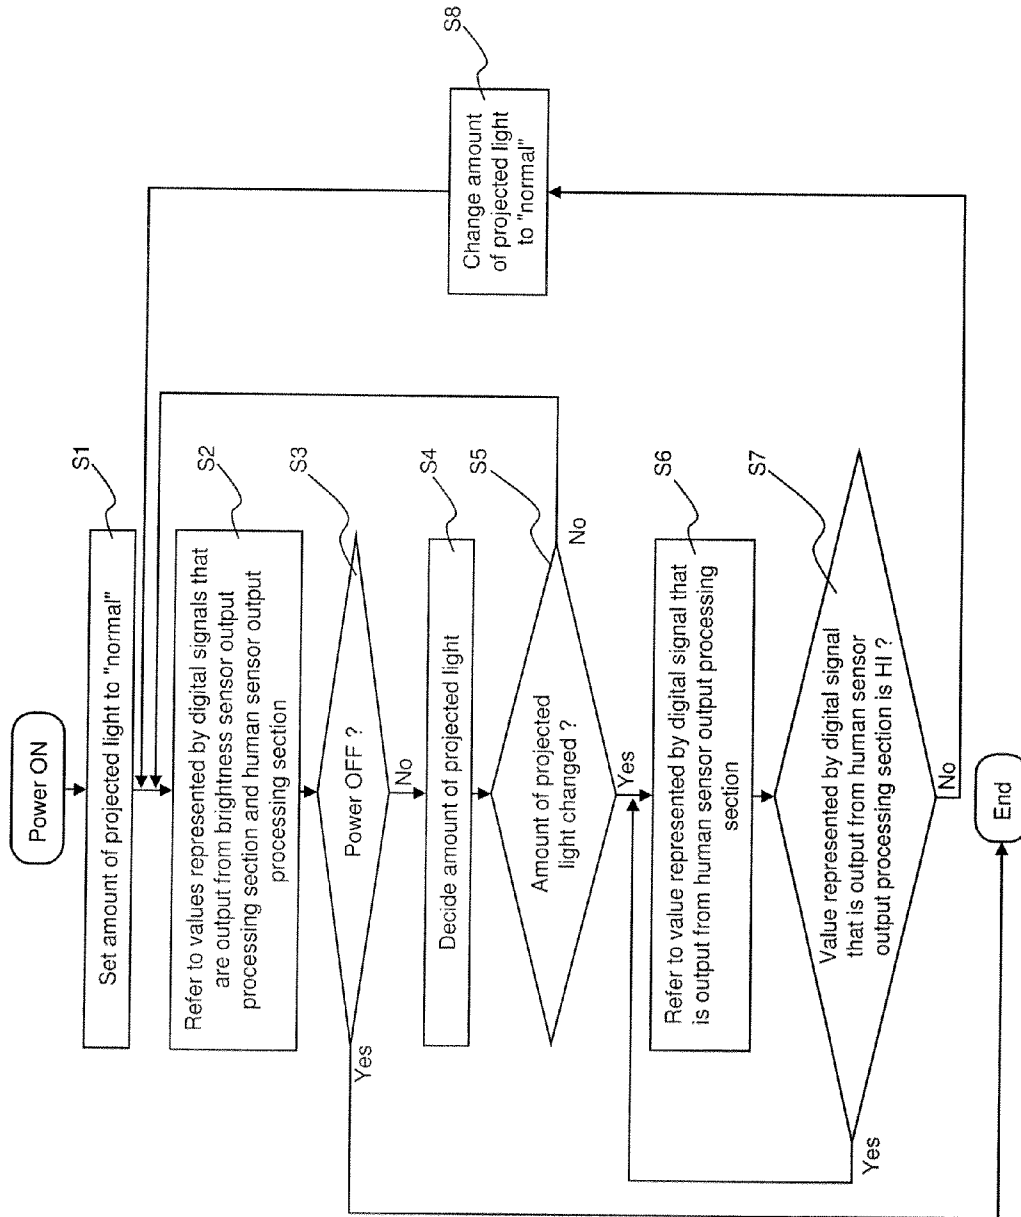 Power ON
Set amount of projected light to "normal"
S1
Refer to values represented by digital signals that
are output from brightness sensor output
processing section and human sensor output
processing section
S2
Power OFF ?
S3
Yes
No
Decide amount of projected light
S4
Amount of projected
light changed ?
S5
No
Yes
Refer to value represented by digital signal that
is output from human sensor output processing
section
S6
Value represented by digital signal
that is output from human sensor
output processing section is HI ?
S7
Yes
No
Change amount
of projected light
to "normal"
S8
End